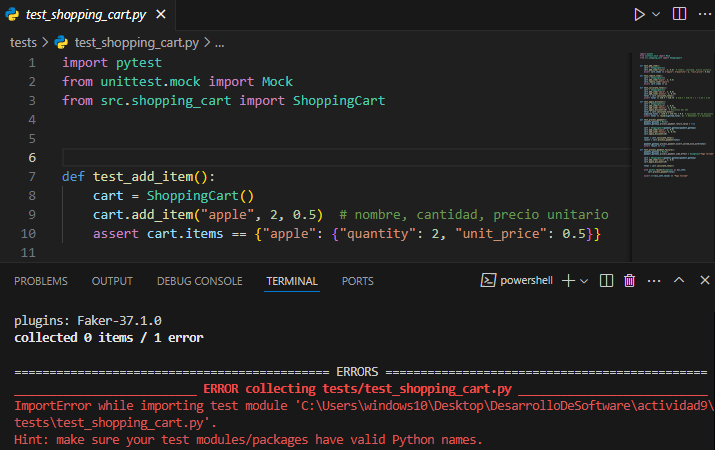 test_shopping_cart.py
tests > test_shopping_cart.py > ...
1 import pytest
2 from unittest.mock import Mock
3 from src.shopping_cart import ShoppingCart
4
5
6
7 def test_add_item():
8 cart = ShoppingCart()
9 cart.add_item("apple", 2, 0.5) # nombre, cantidad, precio unitario
10 assert cart.items == {"apple": {"quantity": 2, "unit_price": 0.5}}
11
PROBLEMS OUTPUT DEBUG CONSOLE TERMINAL PORTS powershell
plugins: Faker-37.1.0
collected 0 items / 1 error
============================================= ERRORS ==============================================
__________________________ ERROR collecting tests/test_shopping_cart.py ___________________________
ImportError while importing test module 'C:\Users\windows10\Desktop\DesarrolloDeSoftware\actividad9\
tests\test_shopping_cart.py'.
Hint: make sure your test modules/packages have valid Python names.